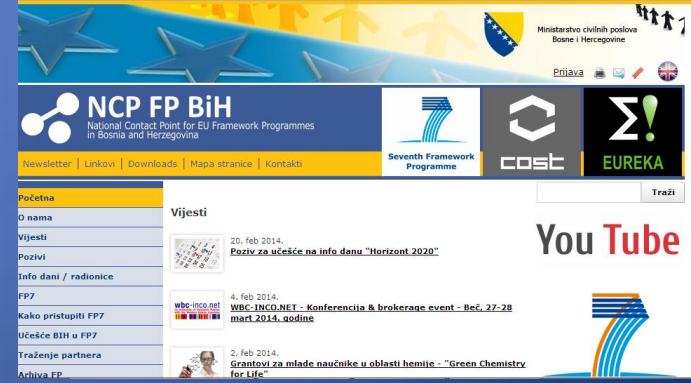 Ministarstvo civilnih poslova
Bosne i Hercegovine
Prijava
NCP FP BiH
National Contact Point for EU Framework Programmes
in Bosnia and Herzegovina
Seventh Framework
Programme
cost
Σ!
EUREKA
Newsletter | Linkovi | Downloads | Mapa stranice | Kontakti
Traži
Početna
O nama
Vijesti
Pozivi
Info dani / radionice
FP7
Kako pristupiti FP7
Učešće BIH u FP7
Traženje partnera
Arhiva FP
Vijesti
20. feb 2014.
Poziv za učešće na info danu "Horizont 2020"
wbc-inco.net
4. feb 2014.
WBC-INCO.NET - Konferencija & brokerage event - Beč, 27-28
mart 2014. godine
2. feb 2014.
Grantovi za mlade naučnike u oblasti hemije - "Green Chemistry
for Life"
You Tube